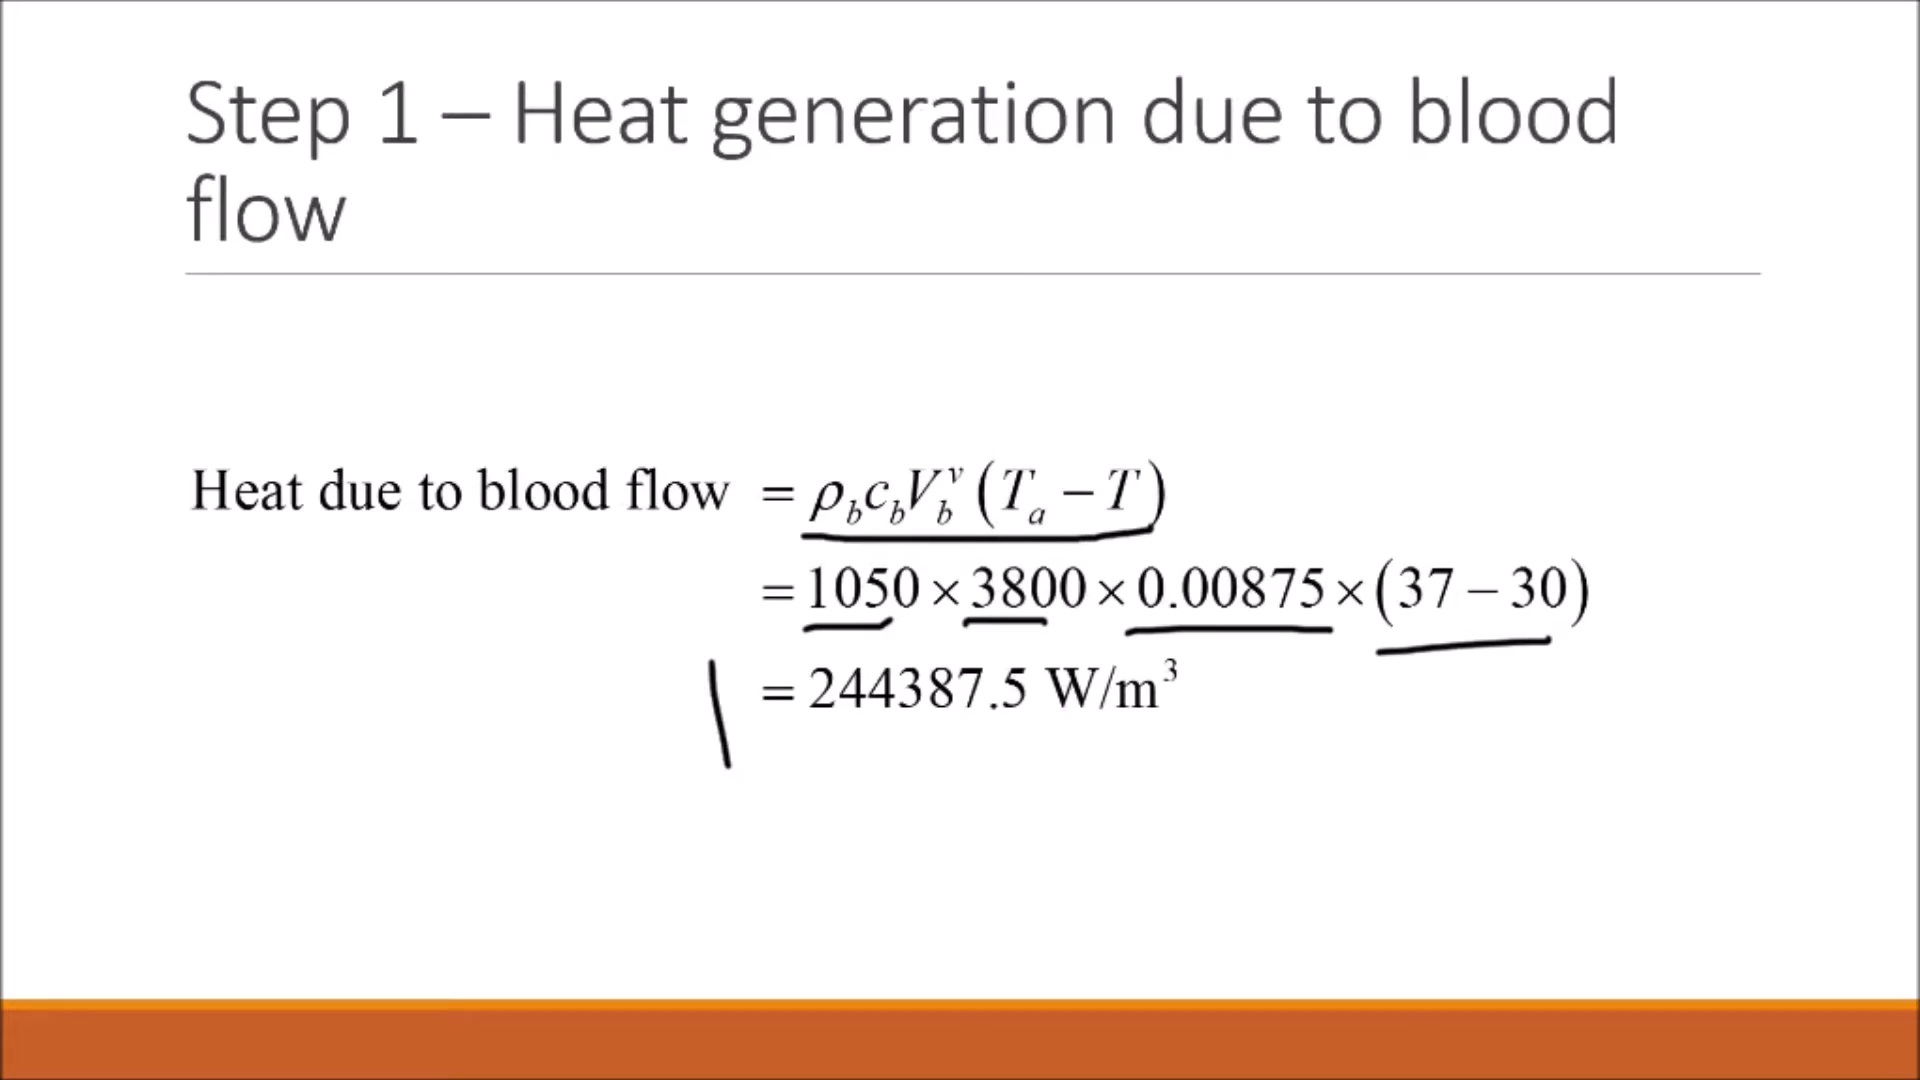 Step 1 – Heat generation due to blood
flow
Heat due to blood flow = ρ_b c_b V_b^v (T_a − T)
= 1050 × 3800 × 0.00875 × (37 − 30)
= 244387.5 W/m³